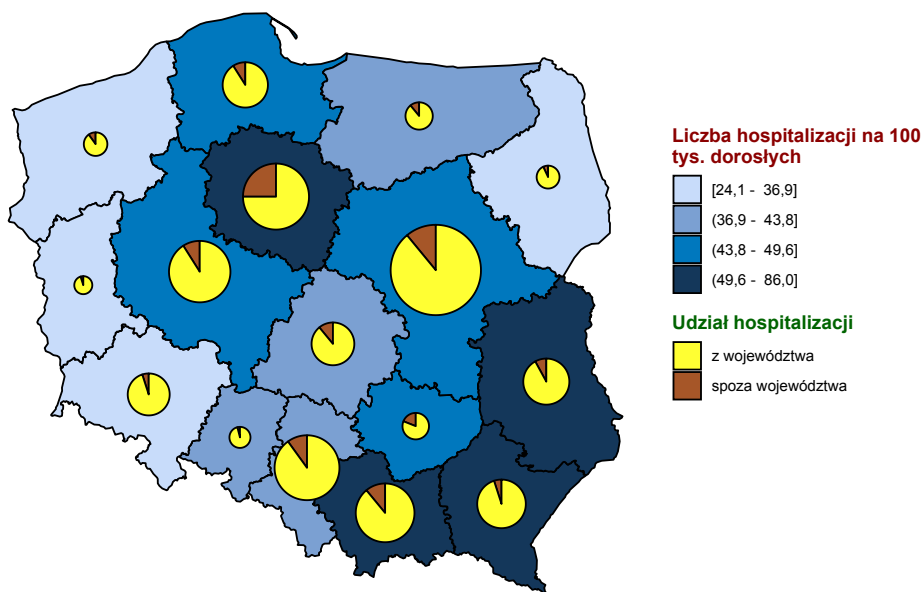 Liczba hospitalizacji na 100
tys. dorosłych
[24,1 - 36,9]
(36,9 - 43,8]
(43,8 - 49,6]
(49,6 - 86,0]
Udział hospitalizacji
z województwa
spoza województwa